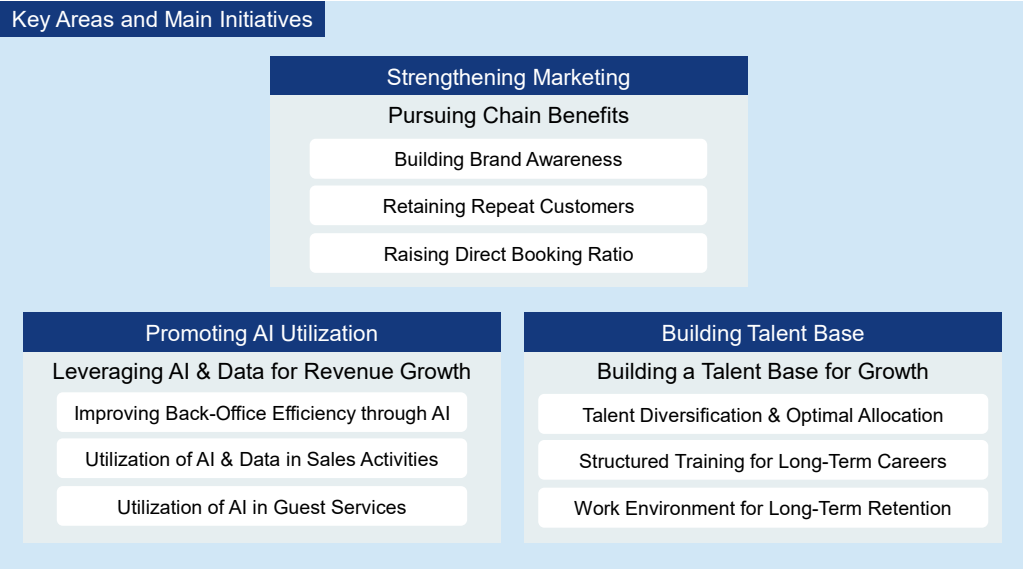 Key Areas and Main Initiatives
Strengthening Marketing
Pursuing Chain Benefits
Building Brand Awareness
Retaining Repeat Customers
Raising Direct Booking Ratio
Promoting AI Utilization
Leveraging AI & Data for Revenue Growth
Improving Back-Office Efficiency through AI
Utilization of AI & Data in Sales Activities
Utilization of AI in Guest Services
Building Talent Base
Building a Talent Base for Growth
Talent Diversification & Optimal Allocation
Structured Training for Long-Term Careers
Work Environment for Long-Term Retention